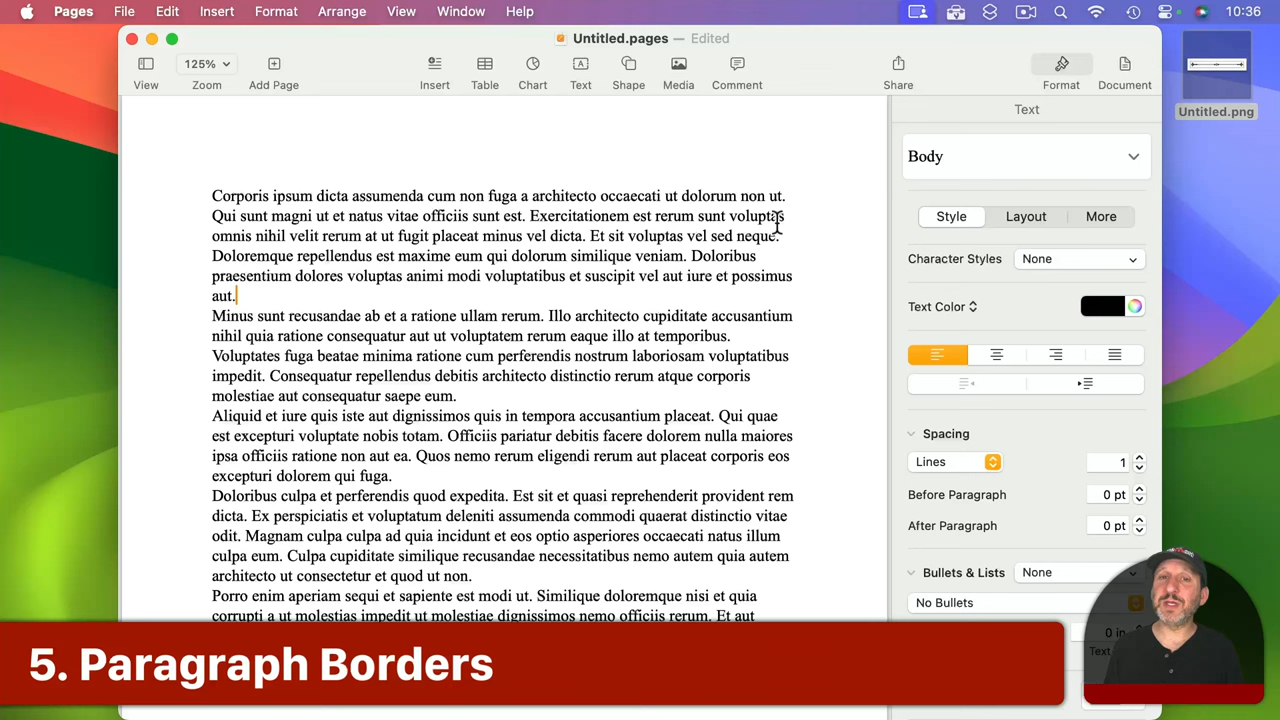 Pages File Edit Insert Format Arrange View Window Help 10:36
Untitled.pages — Edited
125%
View Zoom Add Page Insert Table Chart Text Shape Media Comment Share Format Document
Untitled.png
Text
Body
Style Layout More
Character Styles None
Text Color
Spacing
Lines 1
Before Paragraph 0 pt
After Paragraph 0 pt
Bullets & Lists None
No Bullets
0 in
Text
Corporis ipsum dicta assumenda cum non fuga a architecto occaecati ut dolorum non ut.
Qui sunt magni ut et natus vitae officiis sunt est. Exercitationem est rerum sunt voluptas
omnis nihil velit rerum at ut fugit placeat minus vel dicta. Et sit voluptas vel sed neque.
Doloremque repellendus est maxime eum qui dolorum similique veniam. Doloribus
praesentium dolores voluptas animi modi voluptatibus et suscipit vel aut iure et possimus
aut.
Minus sunt recusandae ab et a ratione ullam rerum. Illo architecto cupiditate accusantium
nihil quia ratione consequatur aut ut voluptatem rerum eaque illo at temporibus.
Voluptates fuga beatae minima ratione cum perferendis nostrum laboriosam voluptatibus
impedit. Consequatur repellendus debitis architecto distinctio rerum atque corporis
molestiae aut consequatur saepe eum.
Aliquid et iure quis iste aut dignissimos quis in tempora accusantium placeat. Qui quae
est excepturi voluptate nobis totam. Officiis pariatur debitis facere dolorem nulla maiores
ipsa officiis ratione non aut ea. Quos nemo rerum eligendi rerum aut placeat corporis eos
excepturi dolorem qui fuga.
Doloribus culpa et perferendis quod expedita. Est sit et quasi reprehenderit provident rem
dicta. Ex perspiciatis et voluptatum deleniti assumenda commodi quaerat distinctio vitae
odit. Magnam culpa culpa ad quia incidunt et eos optio asperiores occaecati natus illum
culpa eum. Culpa cupiditate similique recusandae necessitatibus nemo autem quia autem
architecto ut consectetur et quod ut non.
Porro enim aperiam sequi et sapiente est modi ut. Similique doloremque nisi et quia
corrupti a ut molestias impedit ut molestiae dignissimos nemo officiis rerum. Et aut
5. Paragraph Borders